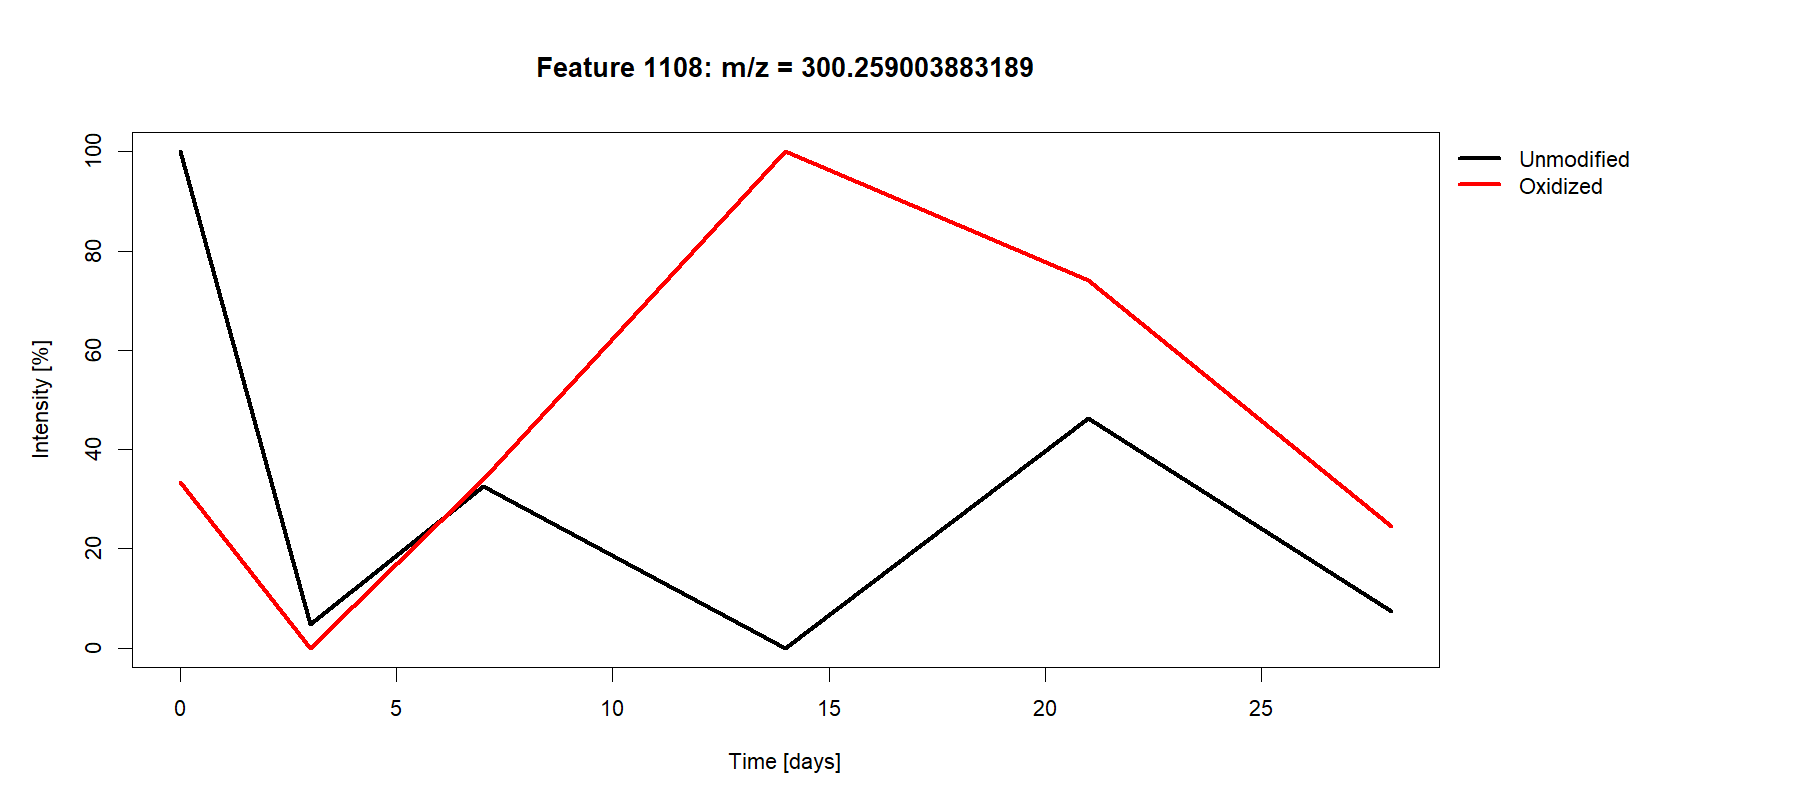 Feature 1108: m/z = 300.259003883189
Unmodified
Oxidized
Intensity [%]
100
80
60
40
20
0
0 5 10 15 20 25
Time [days]